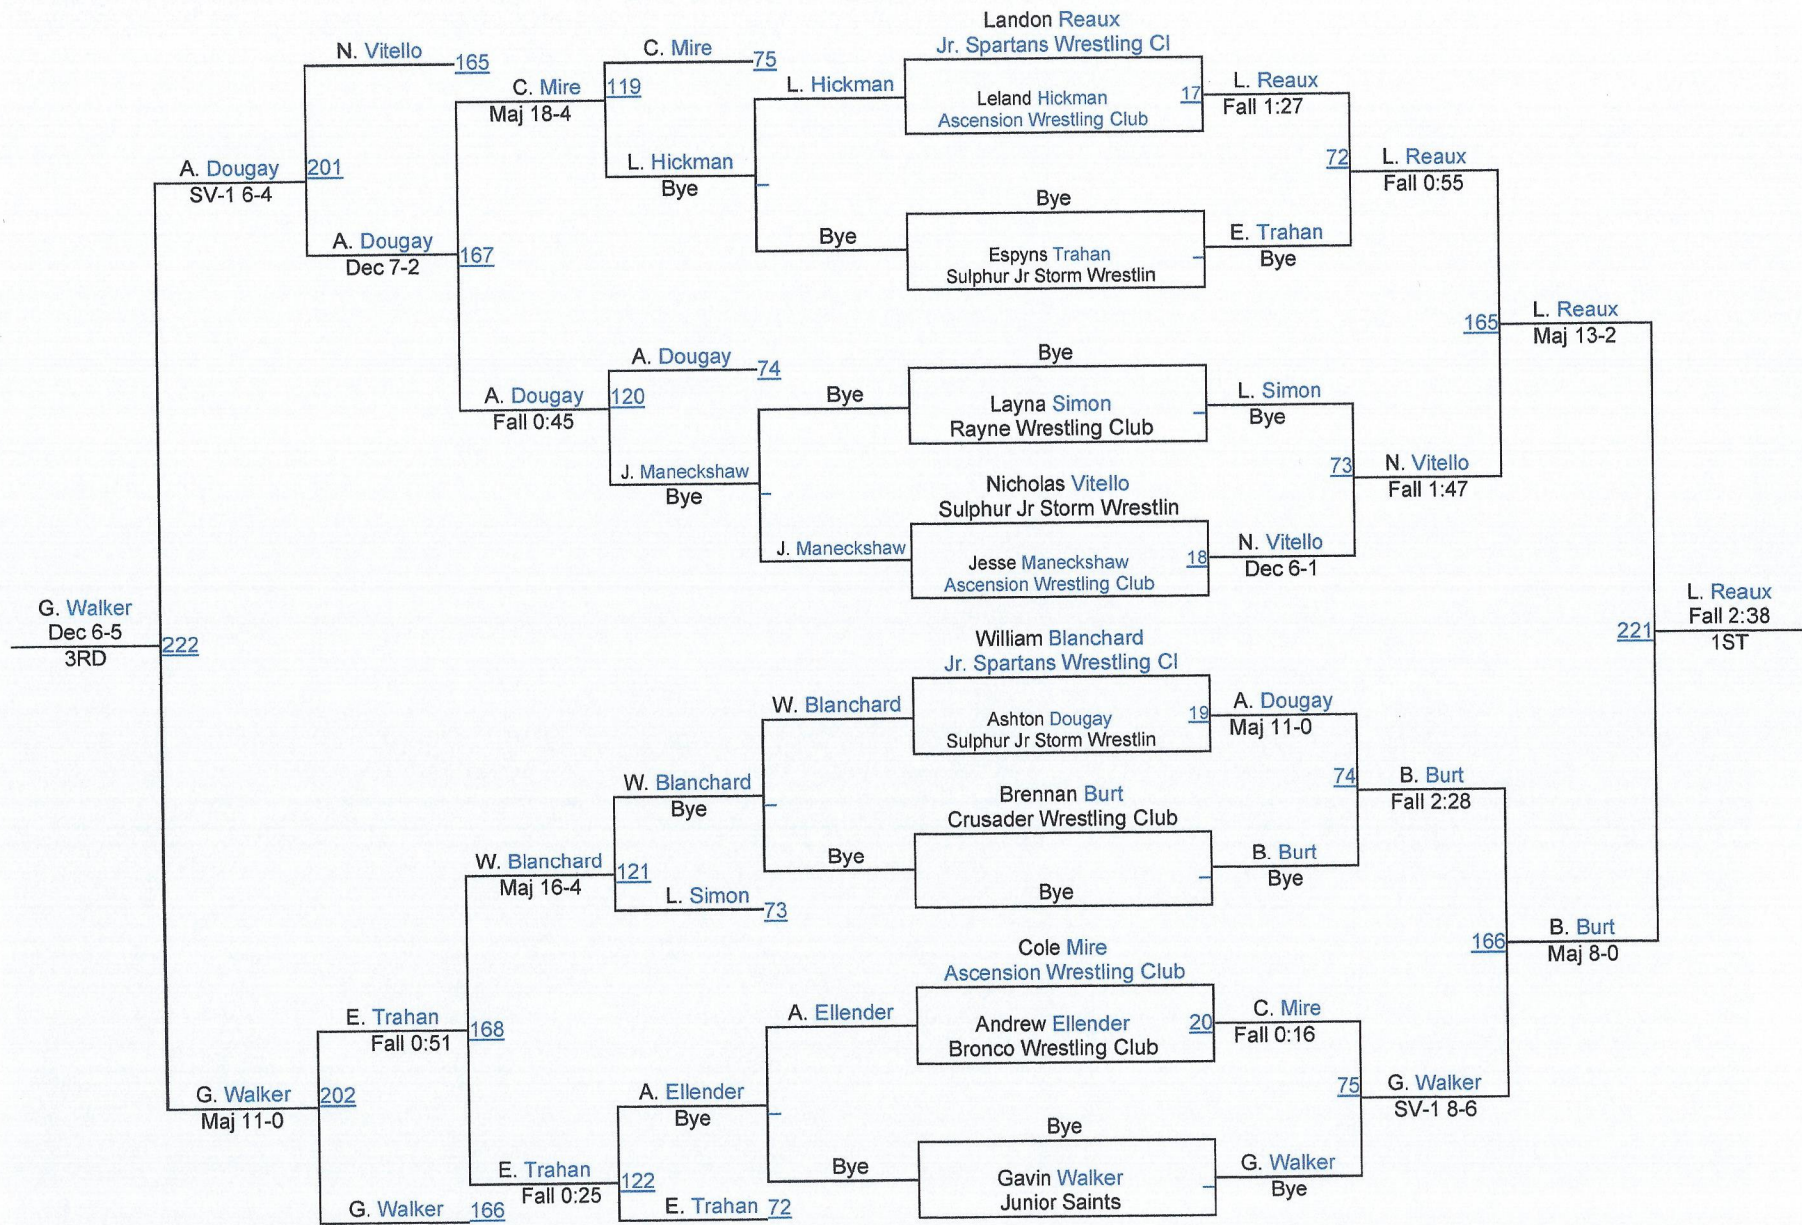 Landon Reaux
Jr. Spartans Wrestling Cl
N. Vitello
165
C. Mire
75
C. Mire
119
Maj 18-4
L. Hickman
Leland Hickman
Ascension Wrestling Club
17
L. Reaux
Fall 1:27
A. Dougay
201
SV-1 6-4
L. Hickman
Bye
72
L. Reaux
Fall 0:55
Bye
A. Dougay
167
Dec 7-2
Bye
Espyns Trahan
Sulphur Jr Storm Wrestlin
E. Trahan
Bye
165
L. Reaux
Maj 13-2
A. Dougay
74
Bye
A. Dougay
120
Fall 0:45
Bye
Layna Simon
Rayne Wrestling Club
L. Simon
Bye
J. Maneckshaw
Bye
Nicholas Vitello
Sulphur Jr Storm Wrestlin
73
N. Vitello
Fall 1:47
J. Maneckshaw
Jesse Maneckshaw
Ascension Wrestling Club
18
N. Vitello
Dec 6-1
G. Walker
Dec 6-5
3RD
222
221
L. Reaux
Fall 2:38
1ST
William Blanchard
Jr. Spartans Wrestling Cl
W. Blanchard
Ashton Dougay
Sulphur Jr Storm Wrestlin
19
A. Dougay
Maj 11-0
W. Blanchard
Bye
Brennan Burt
Crusader Wrestling Club
74
B. Burt
Fall 2:28
W. Blanchard
121
Maj 16-4
Bye
Bye
B. Burt
Bye
L. Simon
73
166
B. Burt
Maj 8-0
Cole Mire
Ascension Wrestling Club
E. Trahan
168
Fall 0:51
A. Ellender
Andrew Ellender
Bronco Wrestling Club
20
C. Mire
Fall 0:16
G. Walker
202
Maj 11-0
A. Ellender
Bye
75
G. Walker
SV-1 8-6
Bye
E. Trahan
122
Fall 0:25
Bye
Gavin Walker
Junior Saints
G. Walker
Bye
G. Walker
166
E. Trahan
72